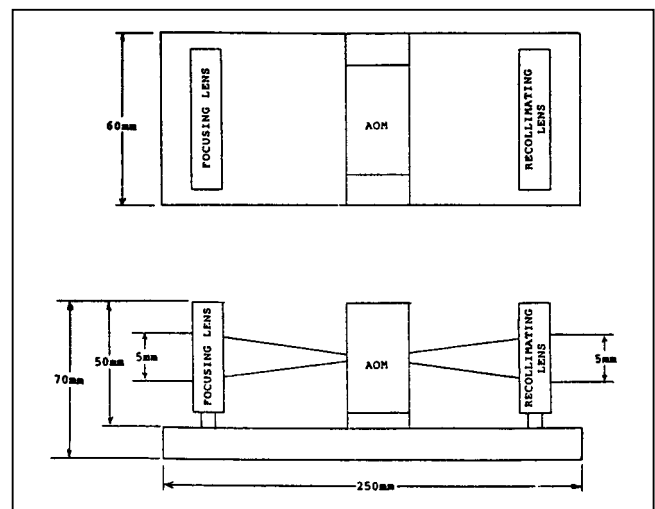 FOCUSING LENS
AOM
RECOLLIMATING
LENS
60mm
FOCUSING LENS
AOM
RECOLLIMATING
LENS
70mm
50mm
5mm
5mm
250mm